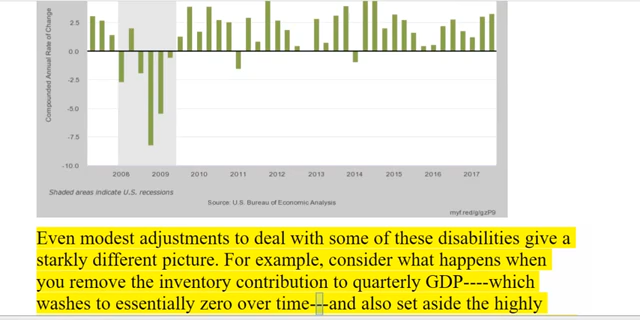 Compounded Annual Rate of Change
2.5
0.0
-2.5
-5.0
-7.5
-10.0
2008 2009 2010 2011 2012 2013 2014 2015 2016 2017
Shaded areas indicate U.S. recessions
Source: U.S. Bureau of Economic Analysis
myf.red/g/gzP9
Even modest adjustments to deal with some of these disabilities give a
starkly different picture. For example, consider what happens when
you remove the inventory contribution to quarterly GDP----which
washes to essentially zero over time---and also set aside the highly